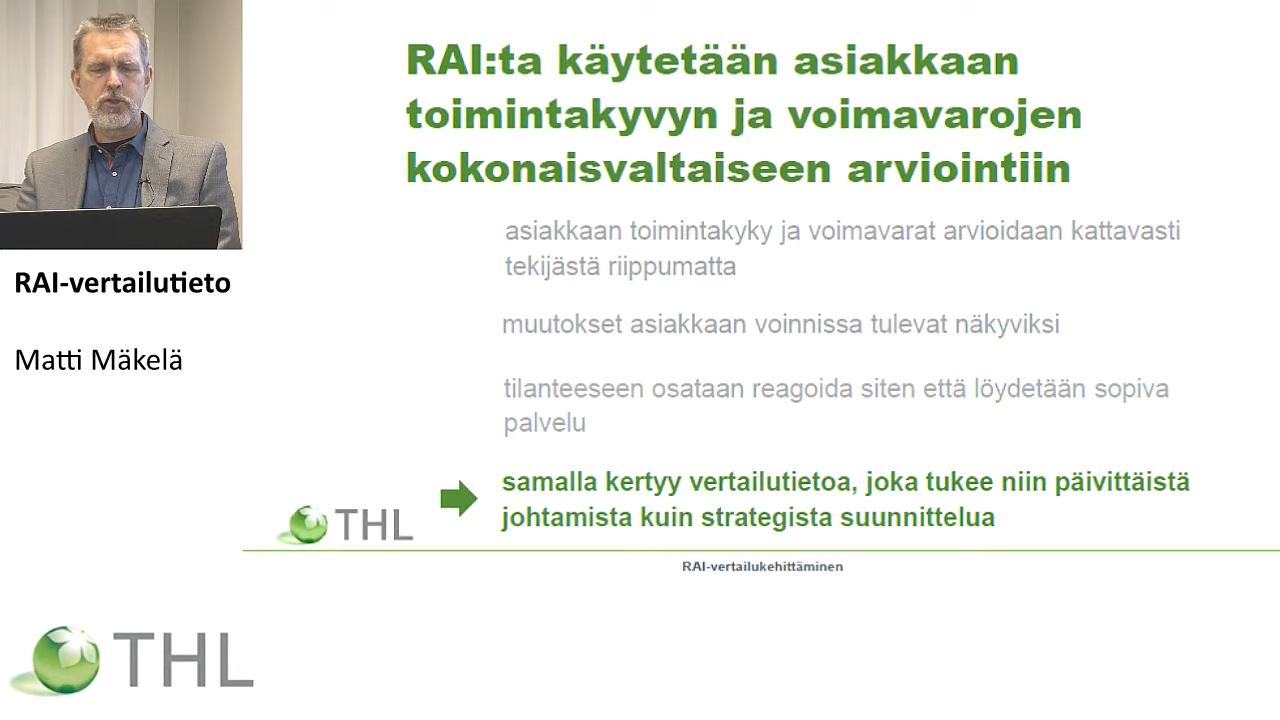 RAI:ta käytetään asiakkaan
toimintakyvyn ja voimavarojen
kokonaisvaltaiseen arviointiin
asiakkaan toimintakyky ja voimavarat arvioidaan kattavasti
tekijästä riippumatta
muutokset asiakkaan voinnissa tulevat näkyviksi
tilanteeseen osataan reagoida siten että löydetään sopiva
palvelu
samalla kertyy vertailutietoa, joka tukee niin päivittäistä
johtamista kuin strategista suunnittelua
THL
RAI-vertailukehittäminen
RAI-vertailutieto
Matti Mäkelä
THL